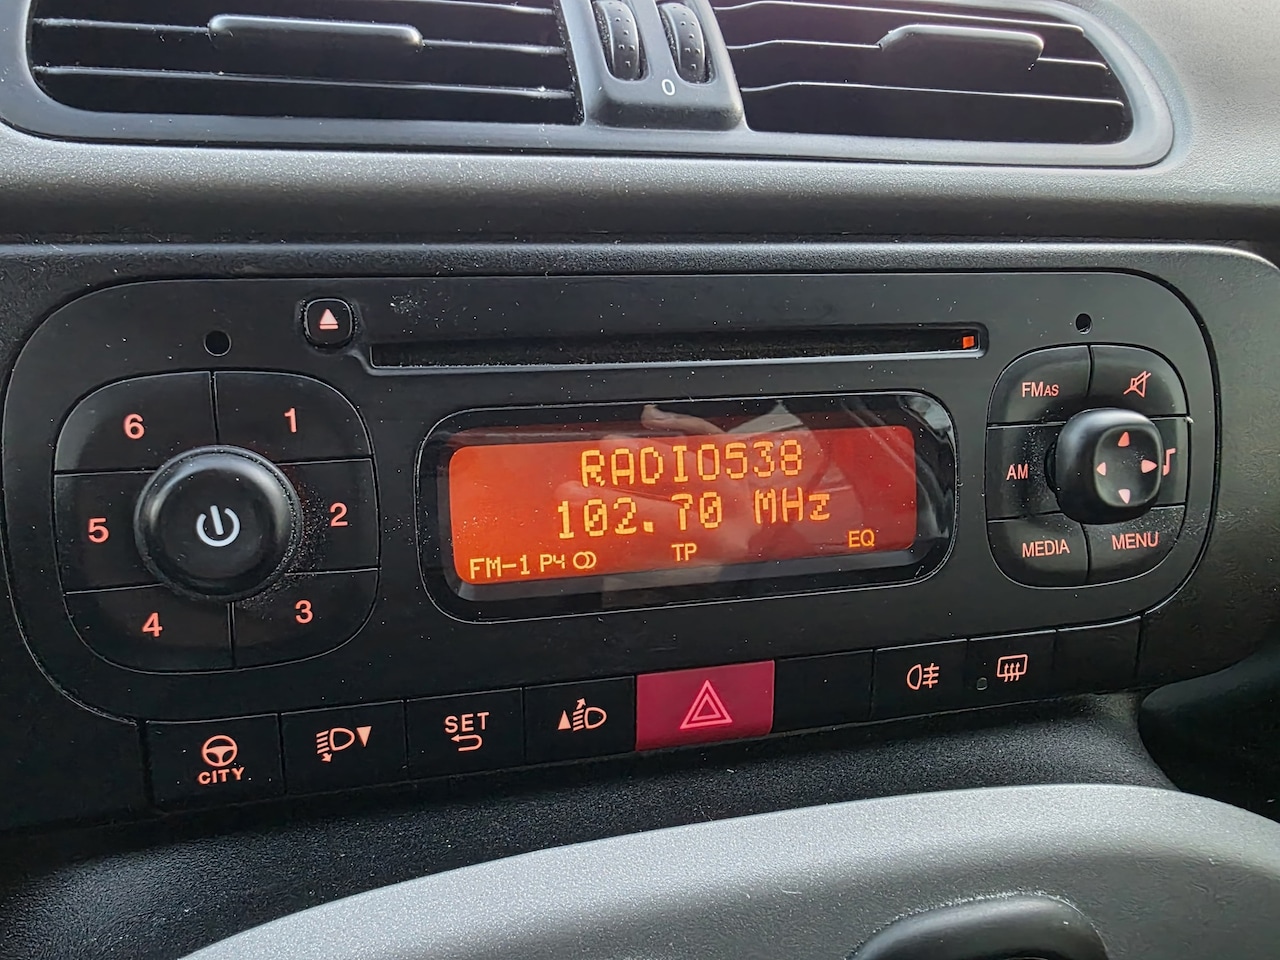 0
6
1
5
2
4
3
RADIO538
102.70 MHz
FM-1 P4 TP EQ
FMAS
AM
MEDIA
MENU
CITY
SET